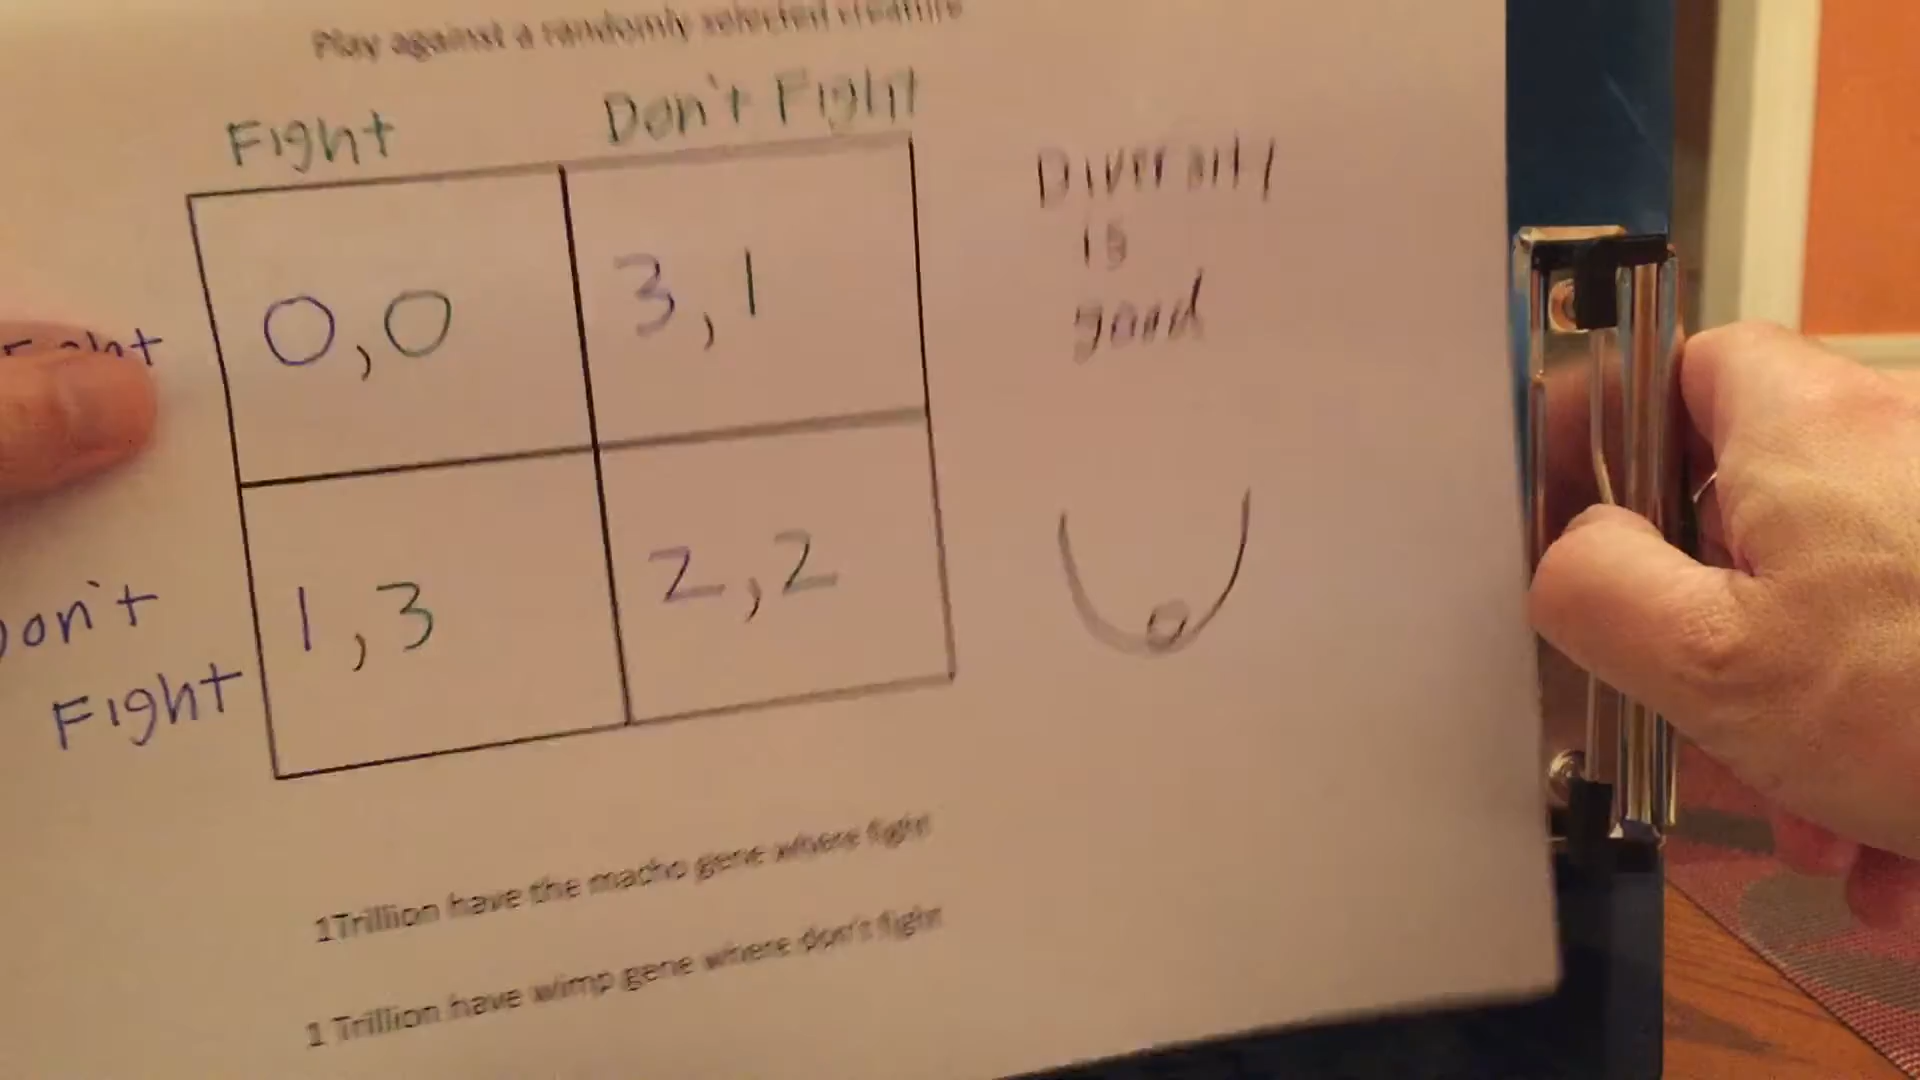 Play against a randomly selected creature
Fight Don't Fight
Diversity
is
good
Fight 0,0 3,1
Don't
Fight 1,3 2,2
1Trillion have the macho gene where fight
1 Trillion have wimp gene where don't fight